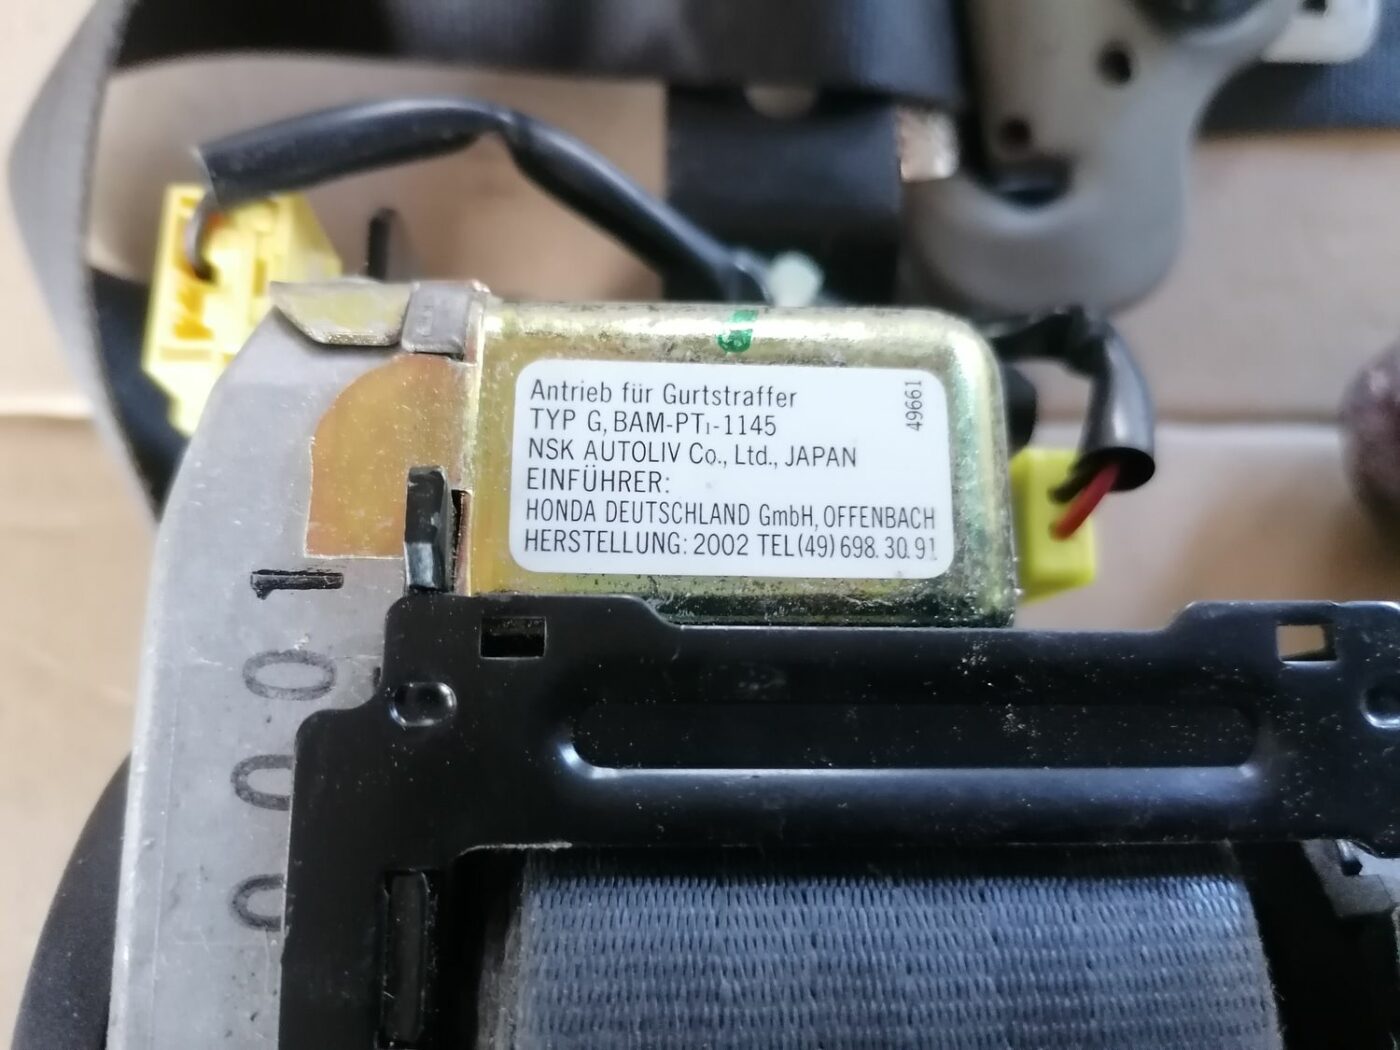 Antrieb für Gurtstraffer
TYP G, BAM-PT₁-1145
NSK AUTOLIV Co., Ltd., JAPAN
EINFÜHRER:
HONDA DEUTSCHLAND GmbH, OFFENBACH
HERSTELLUNG: 2002 TEL(49)698.30.91
49661
1000